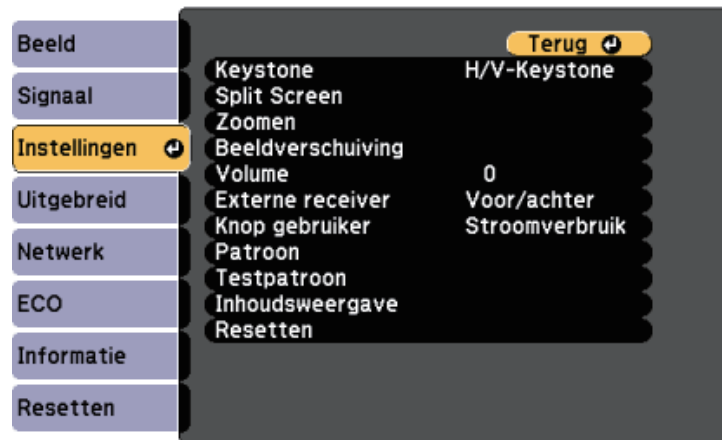 Beeld
Signaal
Instellingen
Uitgebreid
Netwerk
ECO
Informatie
Resetten
Terug
Keystone H/V-Keystone
Split Screen
Zoomen
Beeldverschuiving
Volume 0
Externe receiver Voor/achter
Knop gebruiker Stroomverbruik
Patroon
Testpatroon
Inhoudsweergave
Resetten